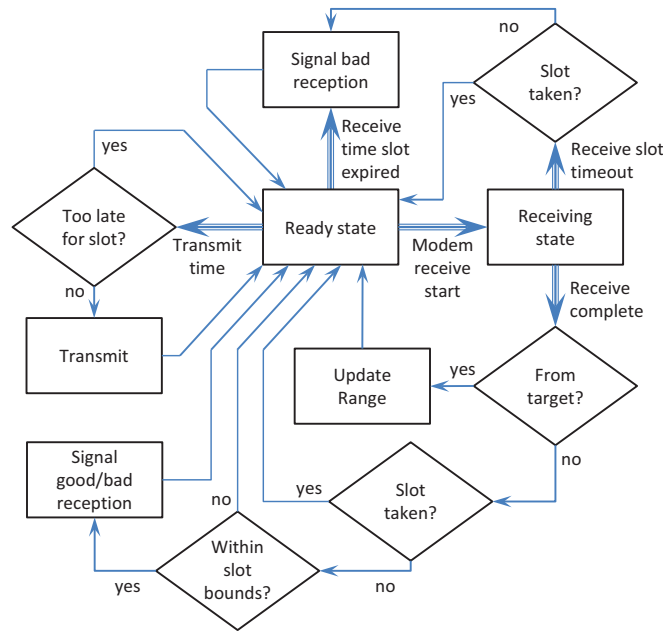 no
Signal bad
reception
Slot
taken?
yes
Receive
time slot
expired
Receive slot
timeout
yes
Too late
for slot?
Transmit
time
Ready state
Modem
receive
start
Receiving
state
no
Receive
complete
Transmit
Update
Range
yes
From
target?
no
Signal
good/bad
reception
no
yes
Slot
taken?
Within
slot
bounds?
yes
no